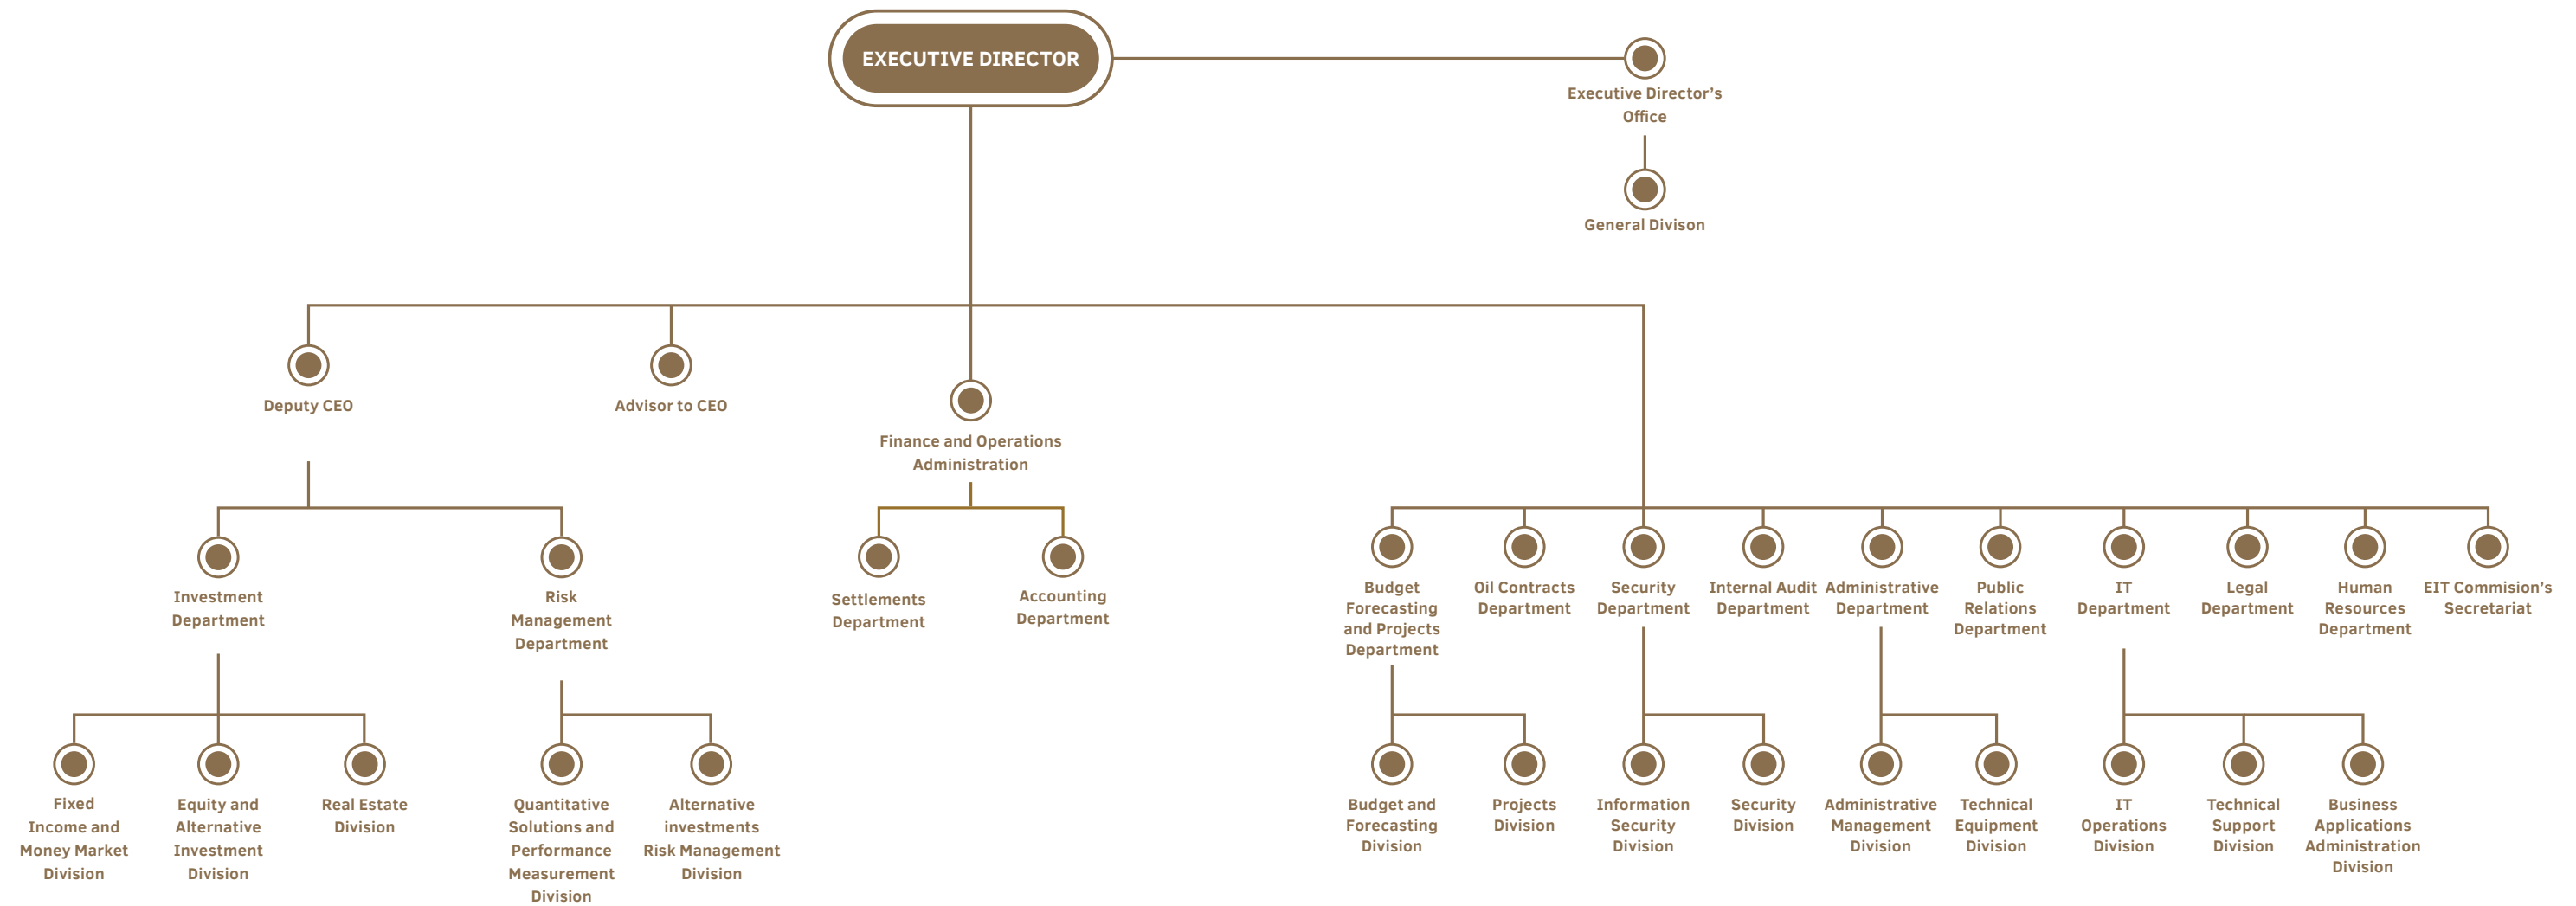 EXECUTIVE DIRECTOR
Executive Director’s
Office
General Divison
Deputy CEO
Advisor to CEO
Finance and Operations
Administration
Investment
Department
Risk
Management
Department
Settlements
Department
Accounting
Department
Budget
Forecasting
and Projects
Department
Oil Contracts
Department
Security
Department
Internal Audit
Department
Administrative
Department
Public
Relations
Department
IT
Department
Legal
Department
Human
Resources
Department
EIT Commision’s
Secretariat
Fixed
Income and
Money Market
Division
Equity and
Alternative
Investment
Division
Real Estate
Division
Quantitative
Solutions and
Performance
Measurement
Division
Alternative
investments
Risk Management
Division
Budget and
Forecasting
Division
Projects
Division
Information
Security
Division
Security
Division
Administrative
Management
Division
Technical
Equipment
Division
IT
Operations
Division
Technical
Support
Division
Business
Applications
Administration
Division